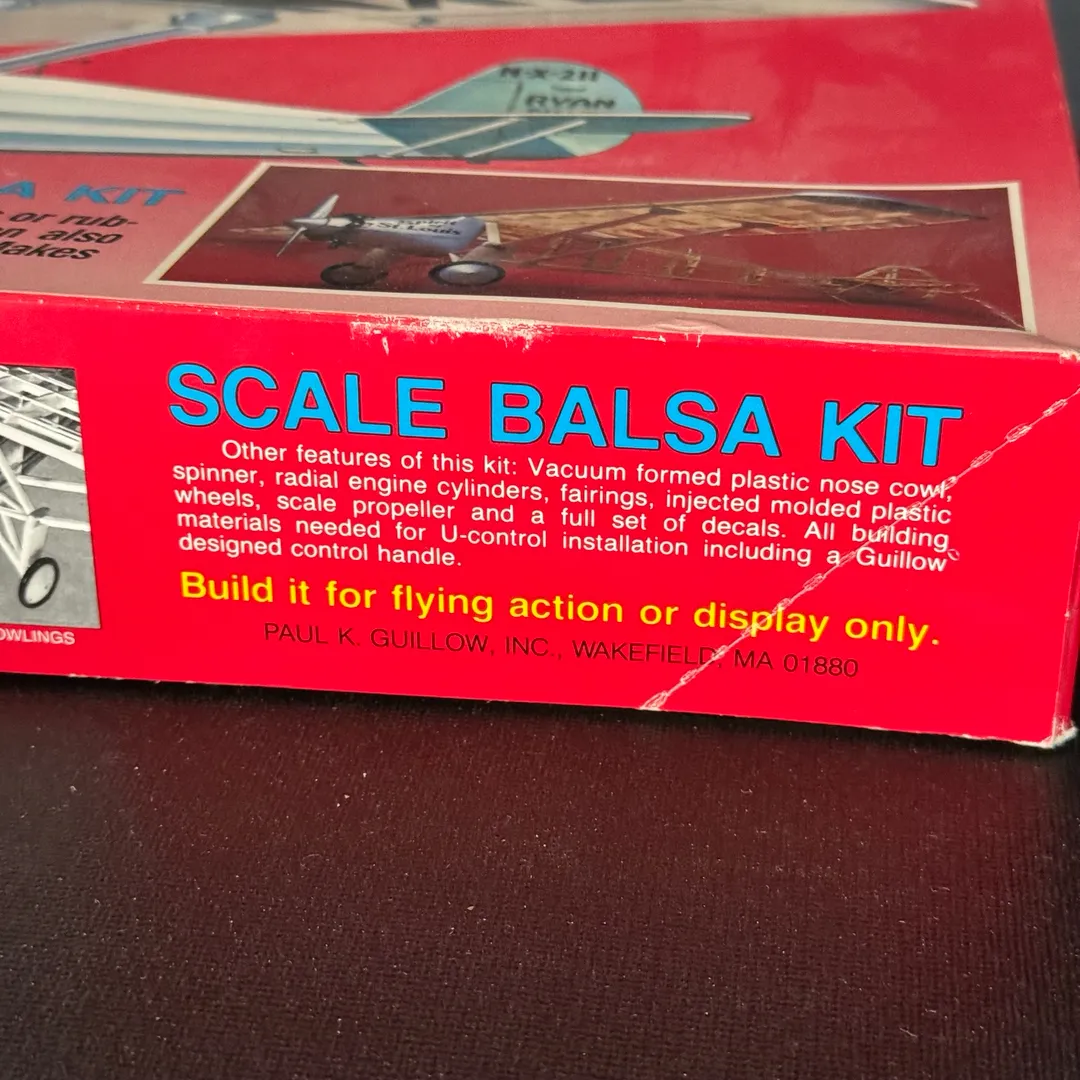 N-X-211
RYAN
A KIT
or rub-
n also
Makes
Spirit
St. Louis
SCALE BALSA KIT
Other features of this kit: Vacuum formed plastic nose cowl,
spinner, radial engine cylinders, fairings, injected molded plastic
wheels, scale propeller and a full set of decals. All building
materials needed for U-control installation including a Guillow
designed control handle.
Build it for flying action or display only.
OWLINGS
PAUL K. GUILLOW, INC., WAKEFIELD, MA 01880